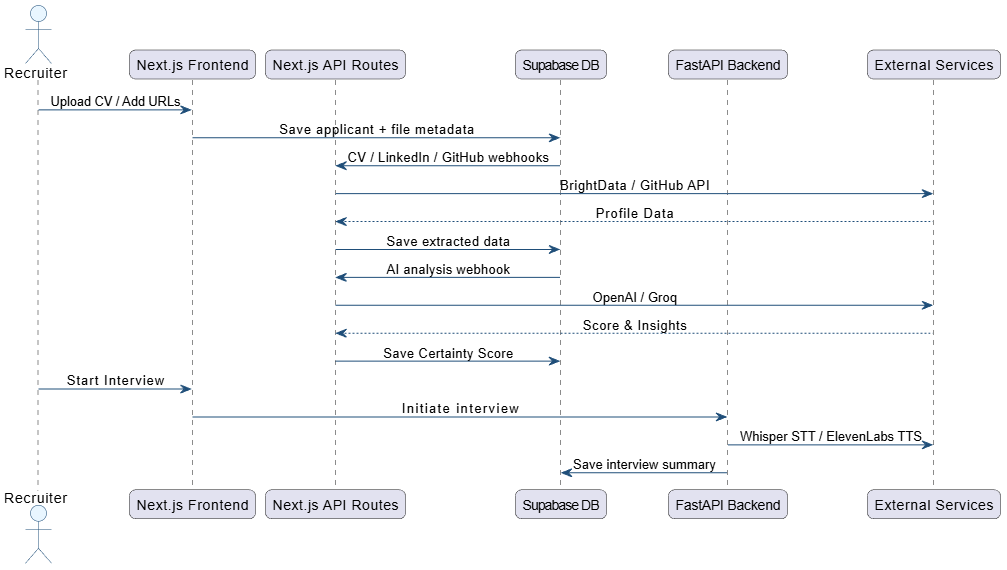 Recruiter
Next.js Frontend
Next.js API Routes
Supabase DB
FastAPI Backend
External Services
Upload CV / Add URLs
Save applicant + file metadata
CV / LinkedIn / GitHub webhooks
BrightData / GitHub API
Profile Data
Save extracted data
AI analysis webhook
OpenAI / Groq
Score & Insights
Save Certainty Score
Start Interview
Initiate interview
Whisper STT / ElevenLabs TTS
Save interview summary
Recruiter
Next.js Frontend
Next.js API Routes
Supabase DB
FastAPI Backend
External Services